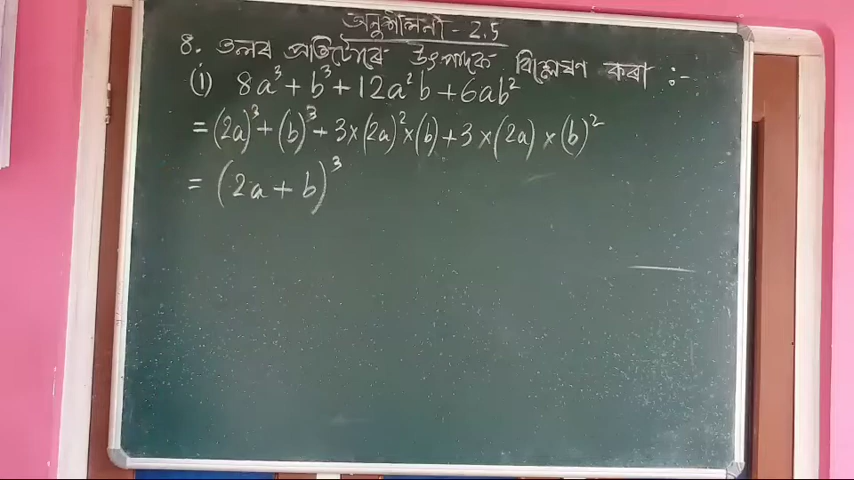 অনুশীলনী - 2.5
8. তলৰ প্ৰতিটোৰে উৎপাদক বিশ্লেষণ কৰা :-
(i) 8a³ + b³ + 12a²b + 6ab²
= (2a)³ + (b)³ + 3×(2a)²×(b) + 3×(2a)×(b)²
= (2a + b)³